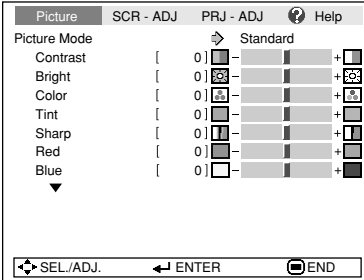 Picture SCR - ADJ PRJ - ADJ ? Help
Picture Mode Standard
Contrast [ 0 ] - +
Bright [ 0 ] - +
Color [ 0 ] - +
Tint [ 0 ] - +
Sharp [ 0 ] - +
Red [ 0 ] - +
Blue [ 0 ] - +
SEL./ADJ. ENTER END